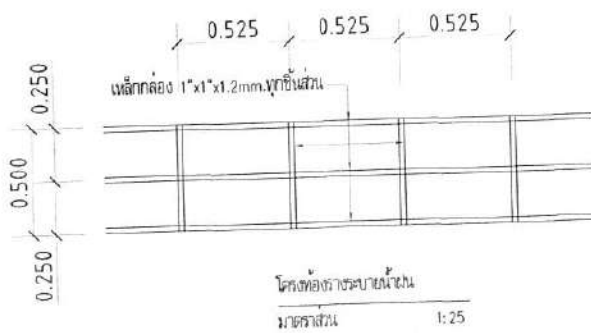 0.525 0.525 0.525
เหล็กกล่อง 1"x1"x1.2mm.ทุกชิ้นส่วน
0.250
0.500
0.250
โครงท้องรางระบายน้ำฝน
มาตราส่วน 1:25